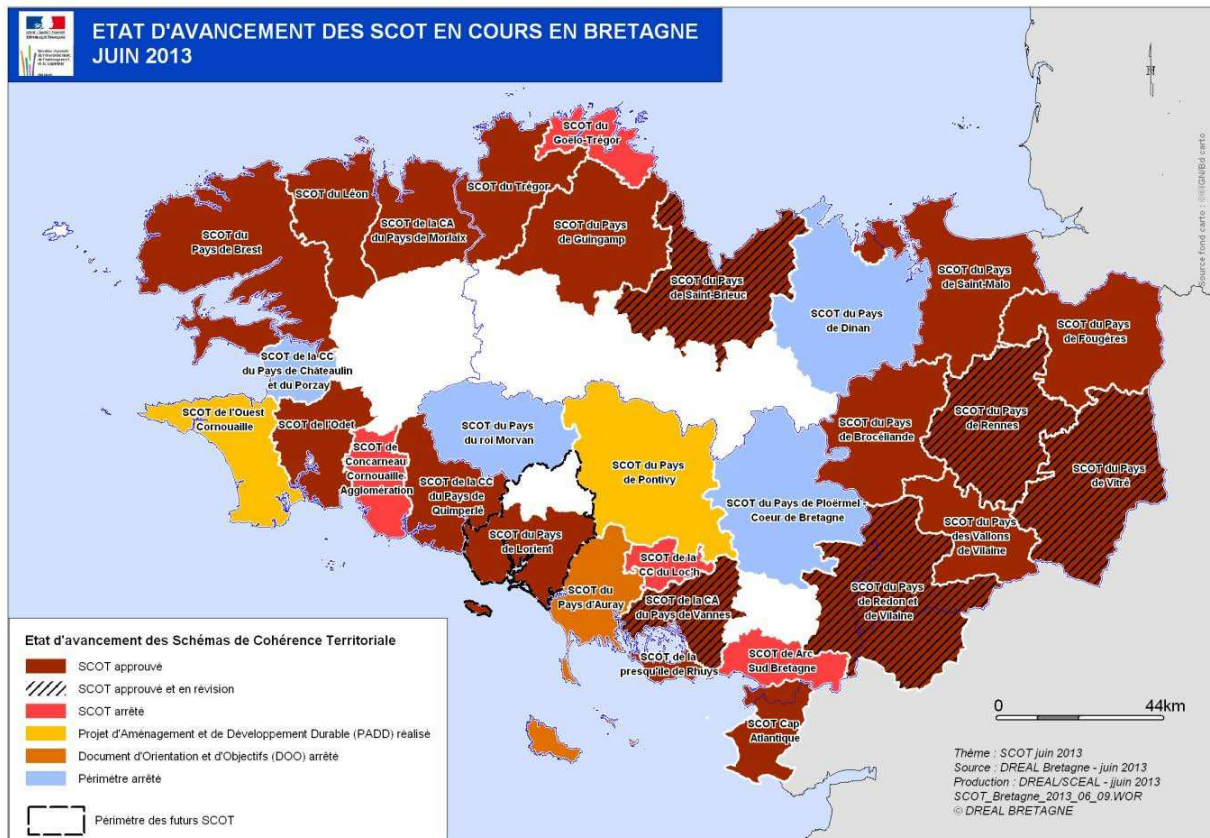 ETAT D'AVANCEMENT DES SCOT EN COURS EN BRETAGNE
JUIN 2013
N
SCOT du
Goëlo-Trégor
SCOT du Léon
SCOT du Trégor
SCOT de la CA
du Pays de Morlaix
SCOT du
Pays de Brest
SCOT du Pays
de Guingamp
SCOT du Pays
de Saint-Brieuc
SCOT du Pays
de Saint-Malo
SCOT du Pays
de Dinan
SCOT du Pays
de Fougères
SCOT de la CC
du Pays de Châteaulin
et du Porzay
SCOT de l'Ouest
Cornouaille
SCOT de l'Odet
SCOT du Pays
du roi Morvan
SCOT de
Concarneau
Cornouaille
Agglomération
SCOT de la CC
du Pays de
Quimperlé
SCOT du Pays
de Pontivy
SCOT du Pays
de Brocéliande
SCOT du Pays
de Rennes
SCOT du Pays
de Vitré
SCOT du Pays de Ploërmel -
Coeur de Bretagne
SCOT du Pays
des Vallons
de Vilaine
SCOT du Pays
de Lorient
SCOT de la
CC du Loc'h
SCOT du
Pays d'Auray
SCOT de la CA
du Pays de Vannes
SCOT du Pays
de Redon et
de Vilaine
SCOT de la
presqu'île de Rhuys
SCOT de Arc
Sud Bretagne
SCOT Cap
Atlantique
Etat d'avancement des Schémas de Cohérence Territoriale
SCOT approuvé
SCOT approuvé et en révision
SCOT arrêté
Projet d'Aménagement et de Développement Durable (PADD) réalisé
Document d'Orientation et d'Objectifs (DOO) arrêté
Périmètre arrêté
Périmètre des futurs SCOT
0 44km
Thème : SCOT juin 2013
Source : DREAL Bretagne - juin 2013
Production : DREAL/SCEAL - jjuin 2013
SCOT_Bretagne_2013_06_09.WOR
© DREAL BRETAGNE